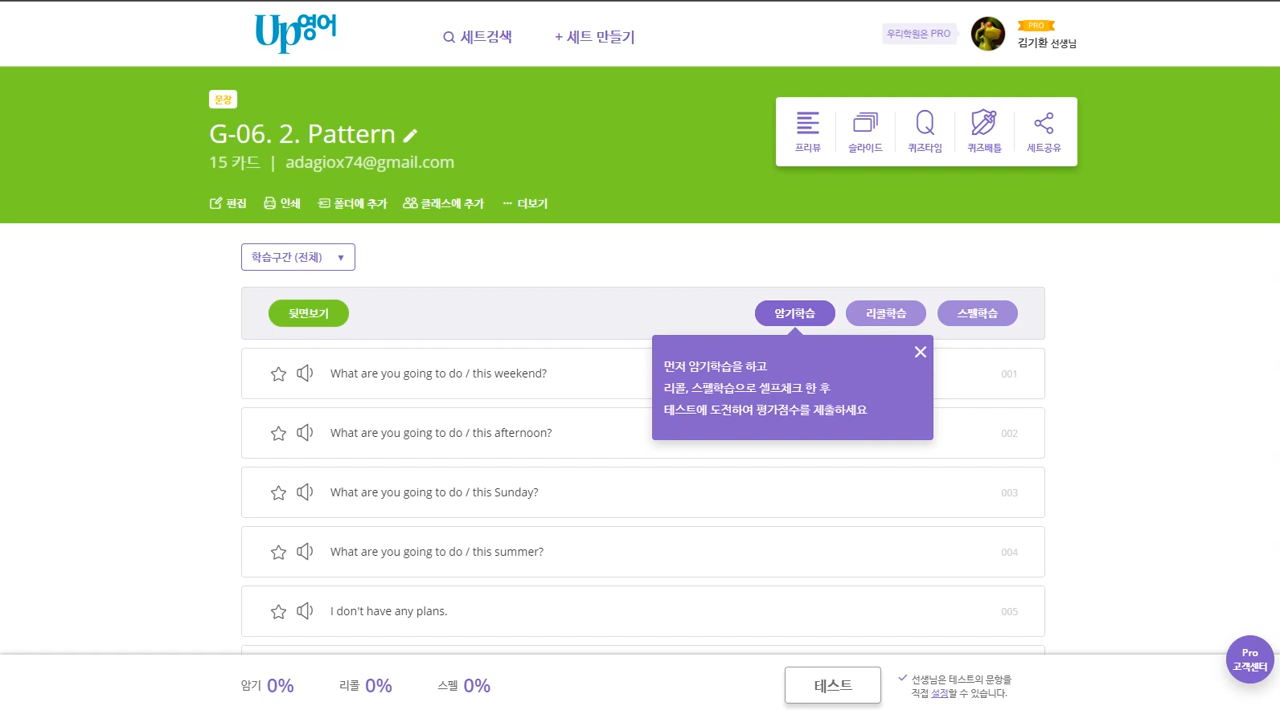 Up영어
세트검색
+ 세트 만들기
우리학원은 PRO
PRO
김기환 선생님
문장
G-06. 2. Pattern
15 카드 | adagiox74@gmail.com
편집
인쇄
폴더에 추가
클래스에 추가
··· 더보기
프리뷰
슬라이드
퀴즈타임
퀴즈배틀
세트공유
학습구간 (전체) ▼
뒷면보기
암기학습
리콜학습
스펠학습
먼저 암기학습을 하고
리콜, 스펠학습으로 셀프체크 한 후
테스트에 도전하여 평가점수를 제출하세요
What are you going to do / this weekend?
001
What are you going to do / this afternoon?
002
What are you going to do / this Sunday?
003
What are you going to do / this summer?
004
I don't have any plans.
005
암기 0%
리콜 0%
스펠 0%
테스트
선생님은 테스트의 문항을
직접 설정할 수 있습니다.
Pro
고객센터